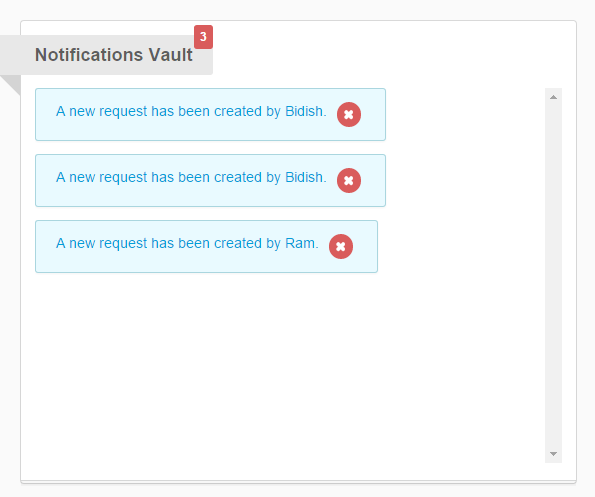 3
Notifications Vault
A new request has been created by Bidish.
A new request has been created by Bidish.
A new request has been created by Ram.